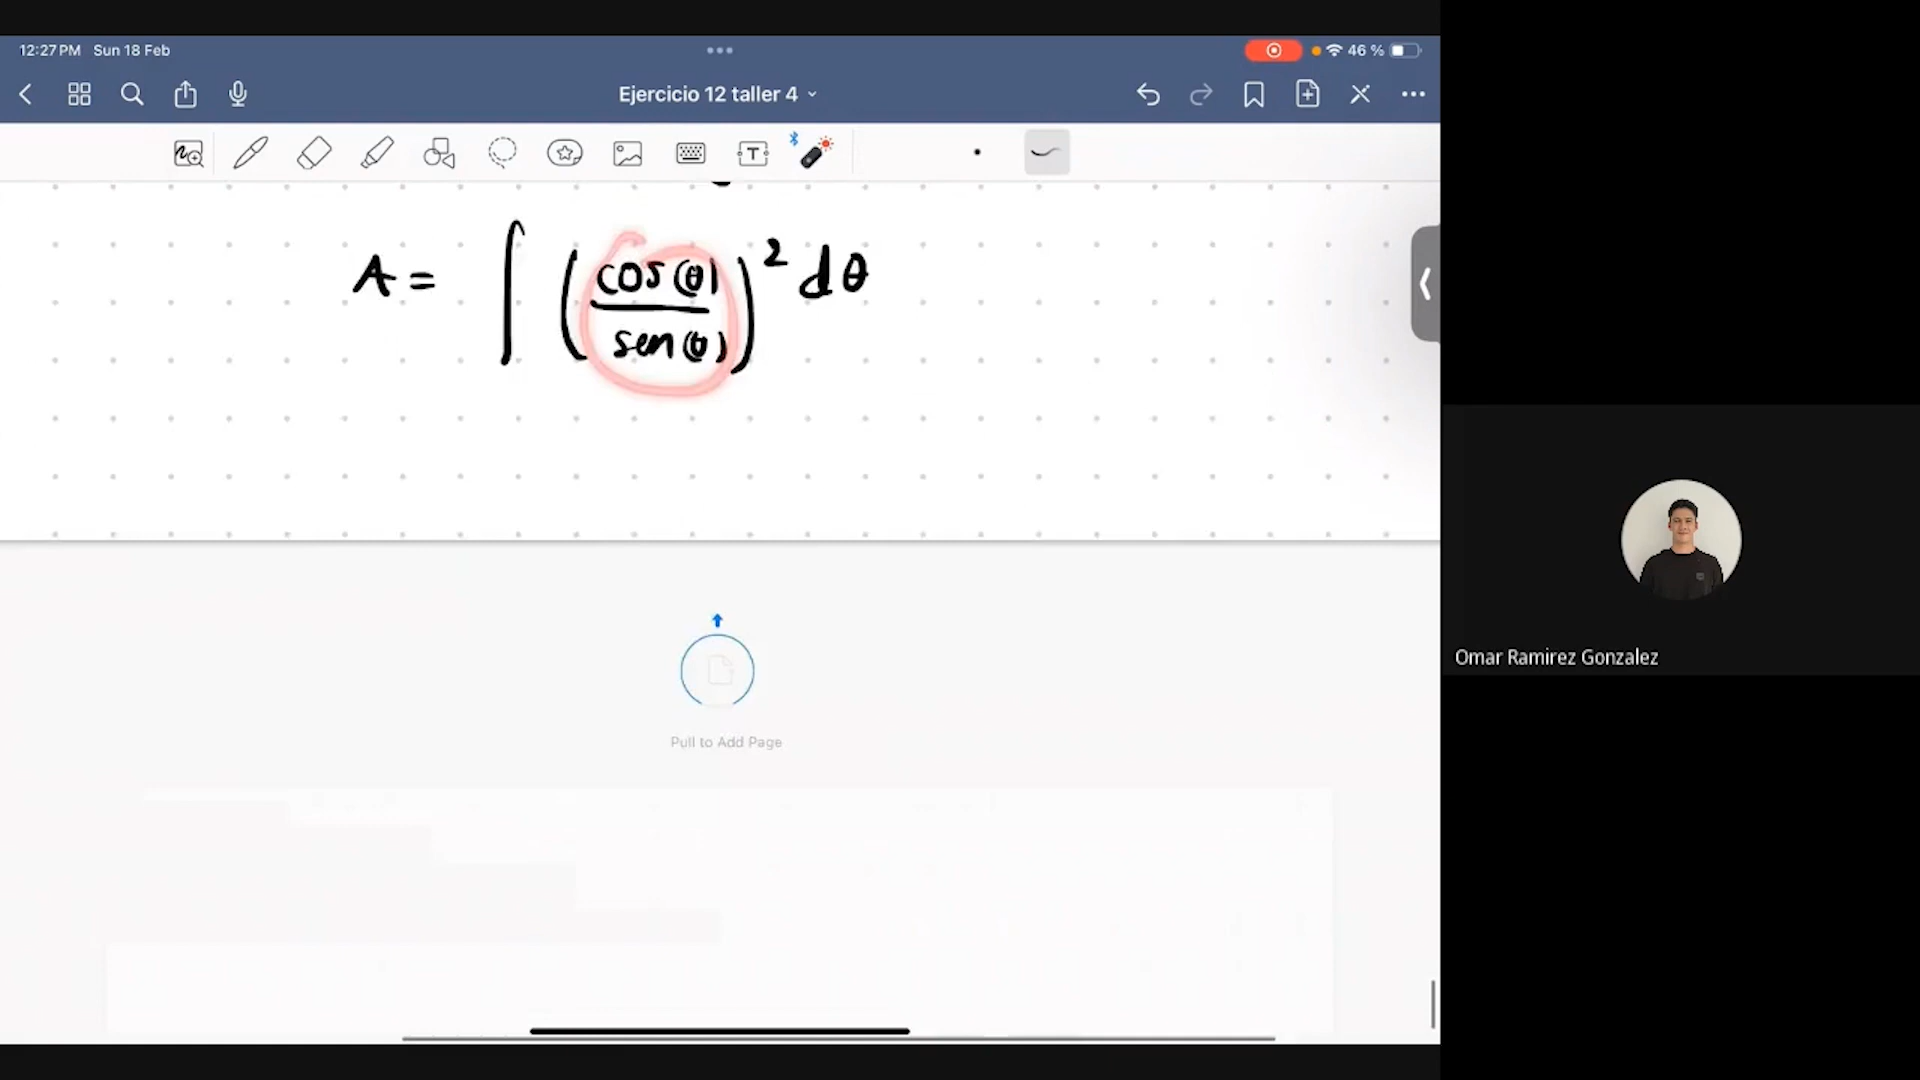 12:27 PM Sun 18 Feb
46 %
Ejercicio 12 taller 4
T
A = ∫ (cos(θ) / sen(θ))² dθ
Pull to Add Page
Omar Ramirez Gonzalez